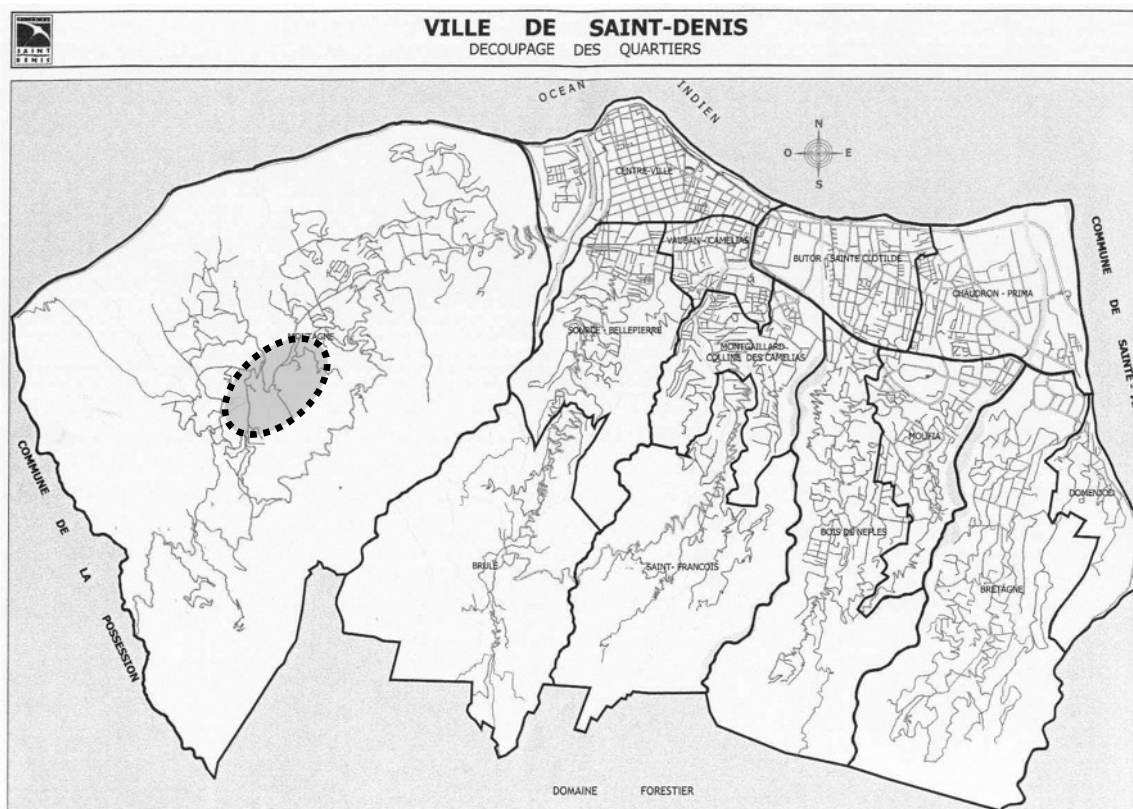 SAINT
DENIS
VILLE DE SAINT-DENIS
DECOUPAGE DES QUARTIERS
OCEAN
INDIEN
N
O
E
S
CENTRE-VILLE
VAUBAN - CAMELIAS
BUTOR - SAINTE CLOTILDE
CHAUDRON - PRIMA
COMMUNE
DE
SAINTE
MONTAGNE
SOURCE - BELLEPIERRE
MONTGAILLARD
COLLINE DES CAMELIAS
MOUFIA
DOMENJOD
BOIS DE NEFLES
BRETAGNE
BRULE
SAINT- FRANCOIS
COMMUNE
DE
LA
POSSESSION
DOMAINE FORESTIER